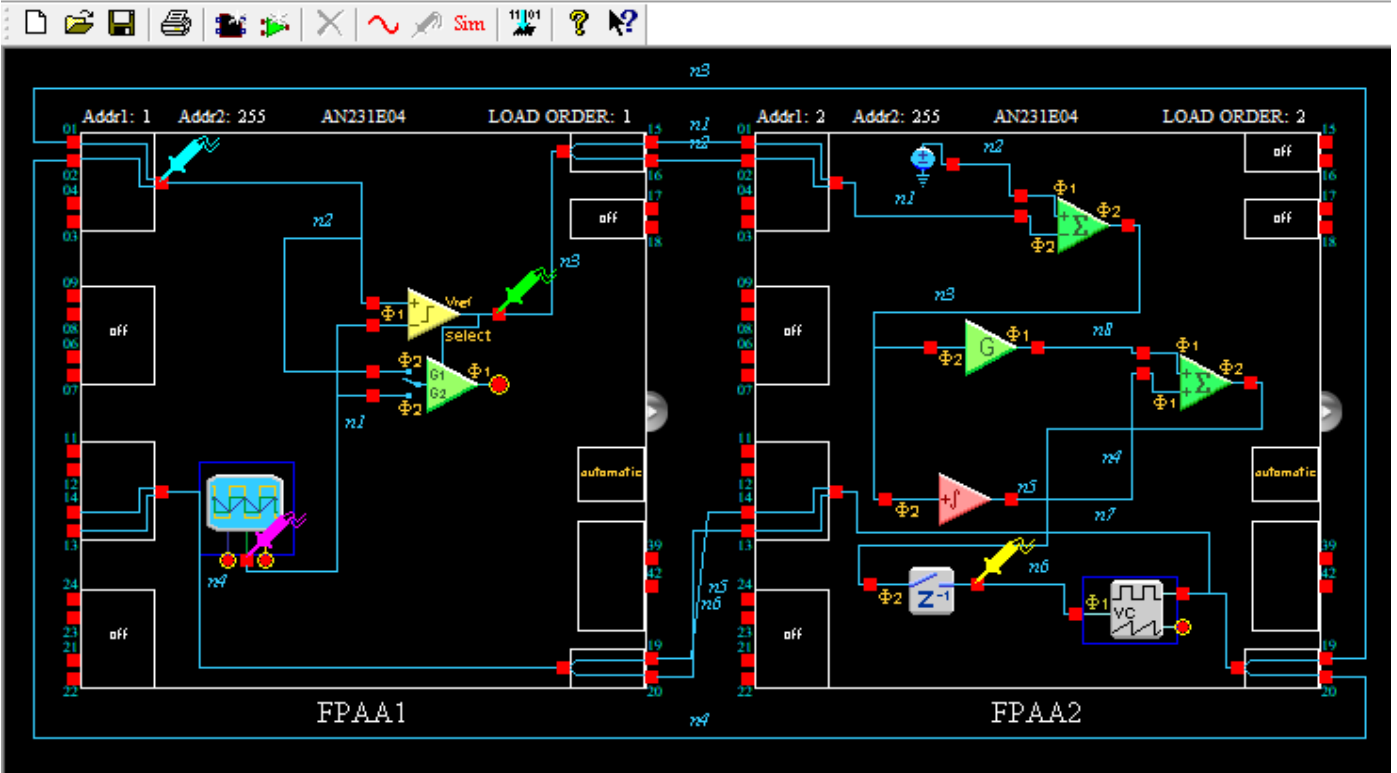 11 01
Sim
?
?
n3
Addr1: 1 Addr2: 255 AN231E04 LOAD ORDER: 1
n1
n2
Addr1: 2 Addr2: 255 AN231E04 LOAD ORDER: 2
01
02
04
03
09
08
06
07
11
12
14
13
24
23
21
22
15
16
17
18
39
42
19
20
off
off
off
off
automatic
n2
n3
Φ1
Vref
select
Φ2
G1
G2
Φ1
Φ2
n1
n4
n5
n6
FPAA1
n4
01
02
04
03
09
08
06
07
11
12
14
13
24
23
21
22
15
16
17
18
39
42
19
20
off
off
off
off
automatic
n2
n1
Φ1
Φ2
Σ
Φ2
n3
G
Φ1
Φ2
n8
Φ1
Φ2
Σ
Φ1
n4
+∫
n5
Φ2
n7
n6
Φ2
Z-1
Φ1
VC
FPAA2